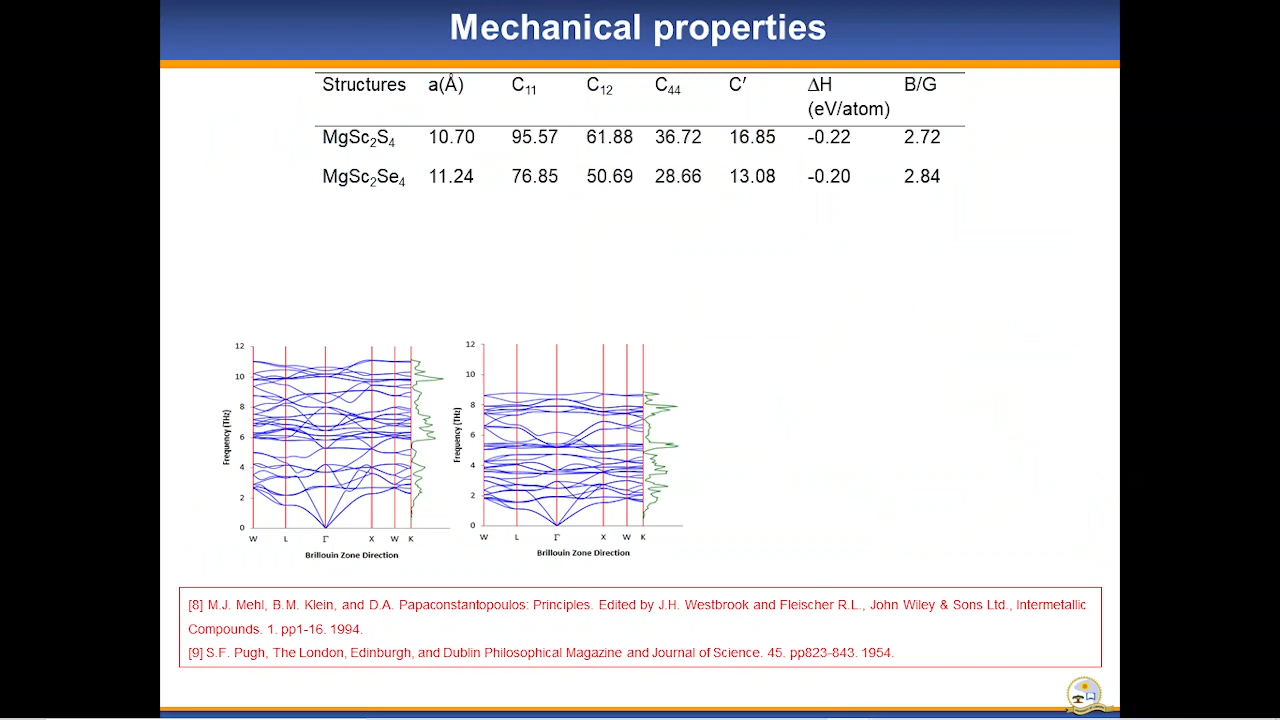 Mechanical properties
Structures a(Å) C₁₁ C₁₂ C₄₄ C′ ΔH B/G
(eV/atom)
MgSc₂S₄ 10.70 95.57 61.88 36.72 16.85 -0.22 2.72
MgSc₂Se₄ 11.24 76.85 50.69 28.66 13.08 -0.20 2.84
12
10
8
6
4
2
0
Frequency (THz)
W L Γ X W K
Brillouin Zone Direction
12
10
8
6
4
2
0
Frequency (THz)
W L Γ X W K
Brillouin Zone Direction
[8] M.J. Mehl, B.M. Klein, and D.A. Papaconstantopoulos: Principles. Edited by J.H. Westbrook and Fleischer R.L., John Wiley & Sons Ltd., Intermetallic
Compounds. 1. pp1-16. 1994.
[9] S.F. Pugh, The London, Edinburgh, and Dublin Philosophical Magazine and Journal of Science. 45. pp823-843. 1954.